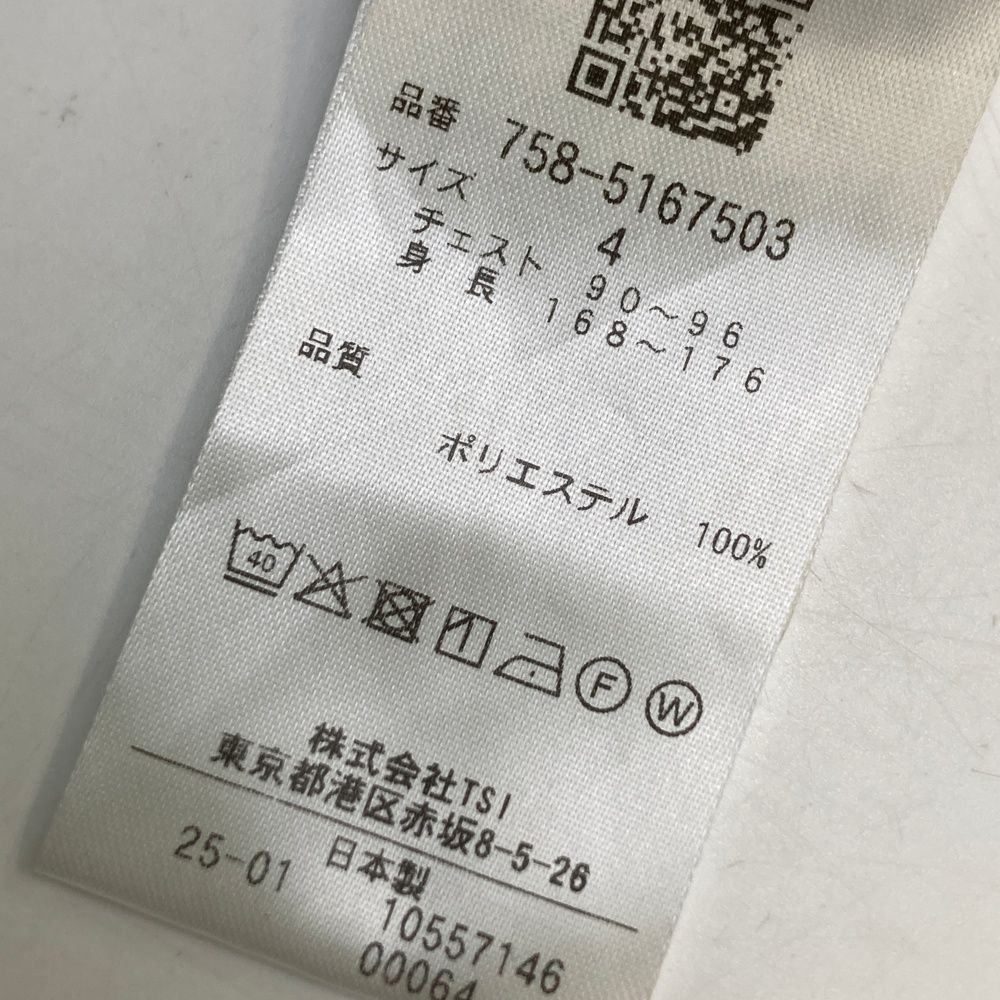 品番 758-5167503
サイズ 4
チェスト 90～96
身長 168～176
品質
ポリエステル 100%
40 F W
株式会社TSI
東京都港区赤坂8-5-26
25-01 日本製
10557146
00064